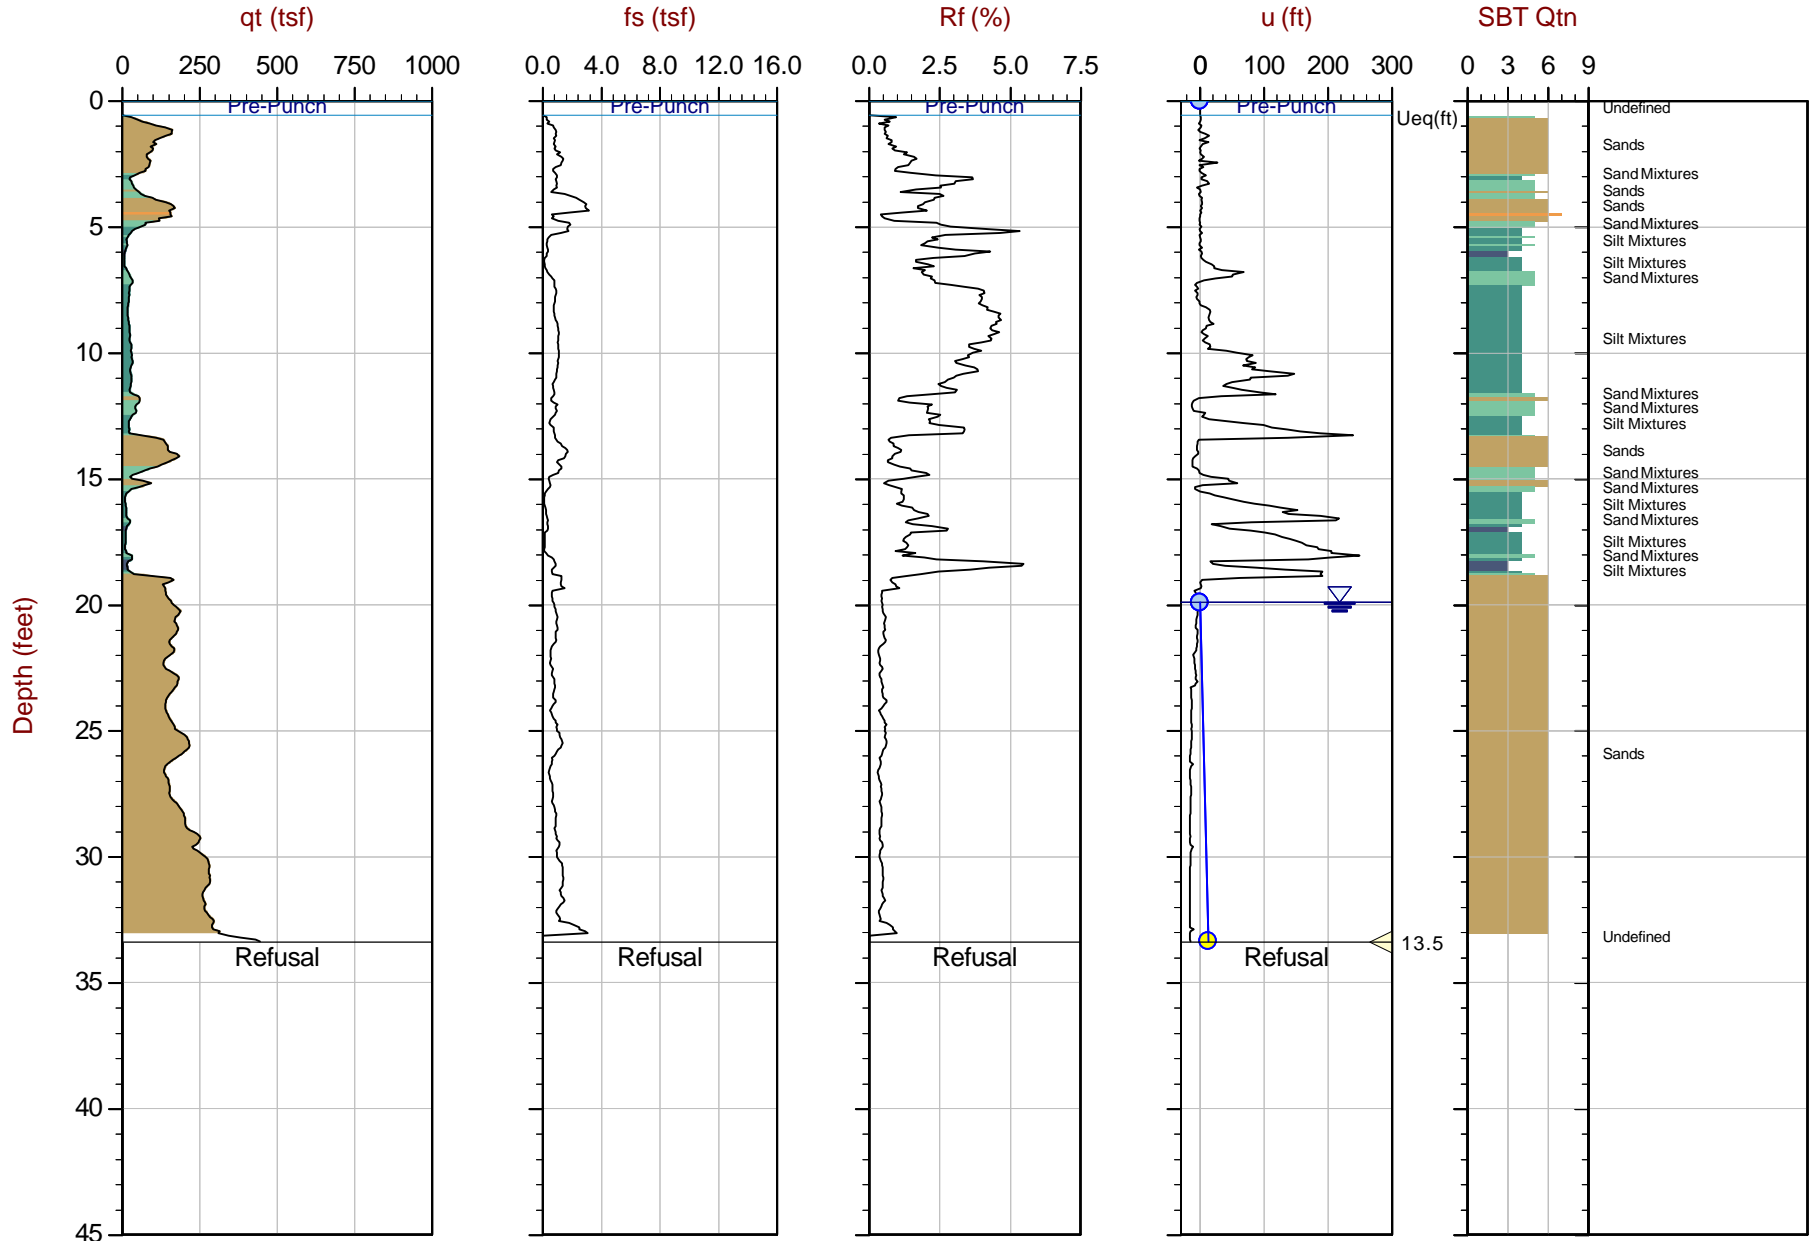 qt (tsf) fs (tsf) Rf (%) u (ft) SBT Qtn
0 250 500 750 1000 0.0 4.0 8.0 12.0 16.0 0.0 2.5 5.0 7.5 0 100 200 300 0 3 6 9
0 Pre-Punch Pre-Punch Pre-Punch Pre-Punch Undefined
Ueq(ft)
Sands
Sand Mixtures
Sands
Sands
5 Sand Mixtures
Silt Mixtures
Silt Mixtures
Sand Mixtures
Silt Mixtures
10
Sand Mixtures
Sand Mixtures
Silt Mixtures
Sands
15 Sand Mixtures
Sand Mixtures
Silt Mixtures
Sand Mixtures
Silt Mixtures
Sand Mixtures
Silt Mixtures
20
Depth (feet)
25
Sands
30
Undefined
13.5
Refusal Refusal Refusal Refusal
35
40
45